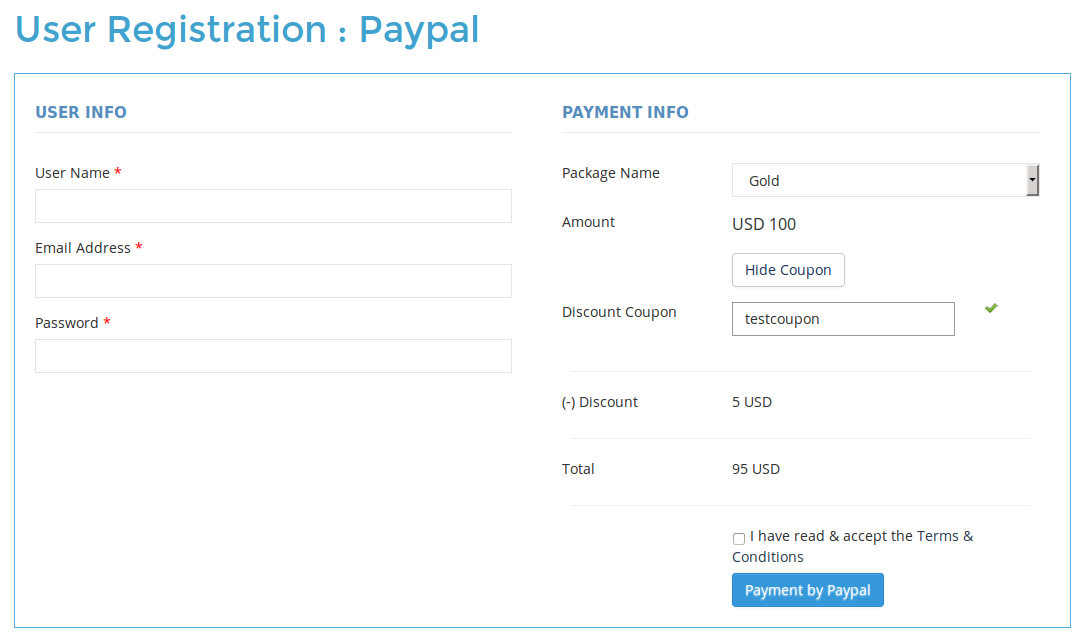 User Registration : Paypal
USER INFO
User Name *
Email Address *
Password *
PAYMENT INFO
Package Name
Gold
Amount
USD 100
Hide Coupon
Discount Coupon
testcoupon
(-) Discount
5 USD
Total
95 USD
I have read & accept the Terms &
Conditions
Payment by Paypal